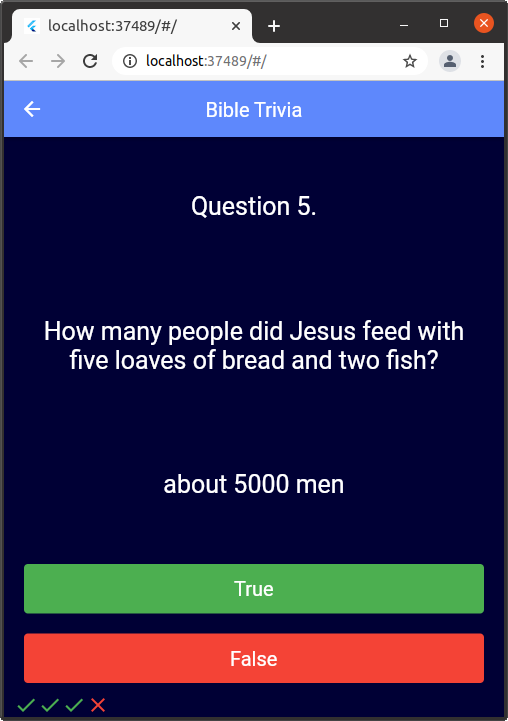 localhost:37489/#/
localhost:37489/#/
Bible Trivia
Question 5.
How many people did Jesus feed with
five loaves of bread and two fish?
about 5000 men
True
False